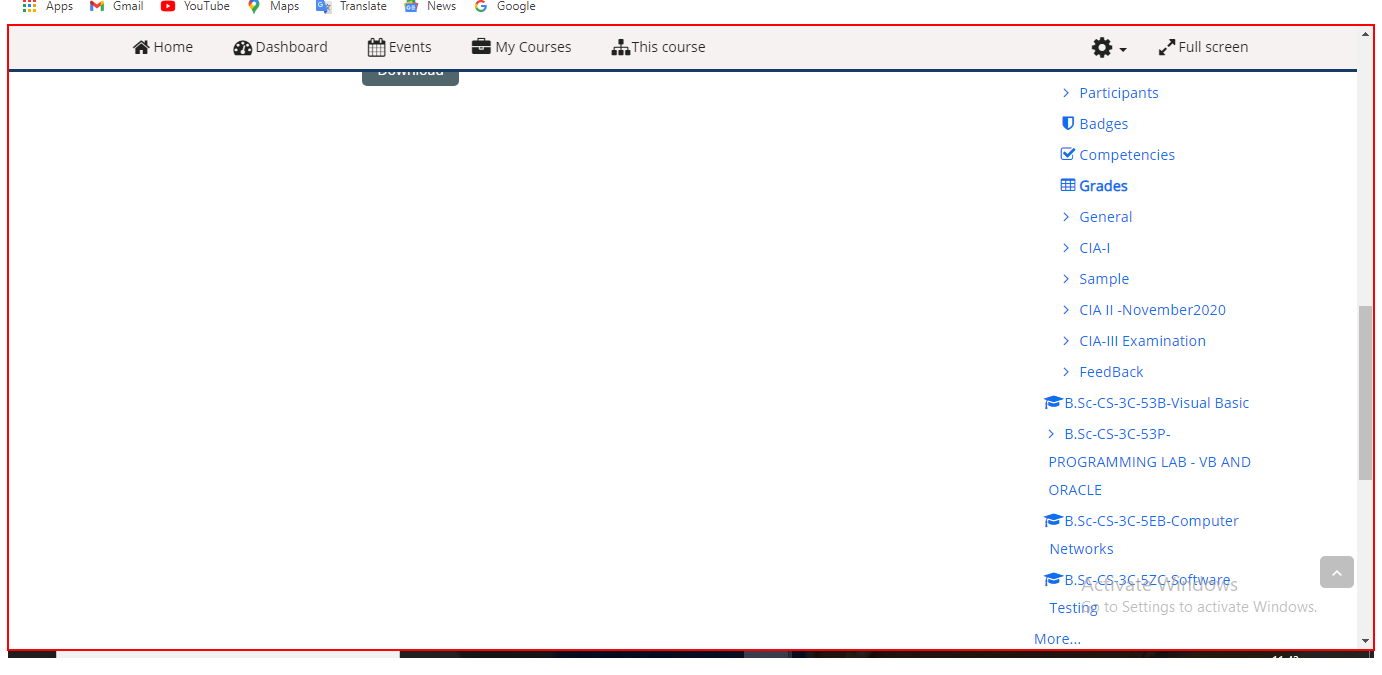 Apps Gmail YouTube Maps Translate News Google
Home Dashboard Events My Courses This course Full screen
Download
Participants
Badges
Competencies
Grades
General
CIA-I
Sample
CIA II -November2020
CIA-III Examination
FeedBack
B.Sc-CS-3C-53B-Visual Basic
B.Sc-CS-3C-53P-
PROGRAMMING LAB - VB AND
ORACLE
B.Sc-CS-3C-5EB-Computer
Networks
B.Sc-CS-3C-5ZC-Software
Testing
Activate Windows
Go to Settings to activate Windows.
More...